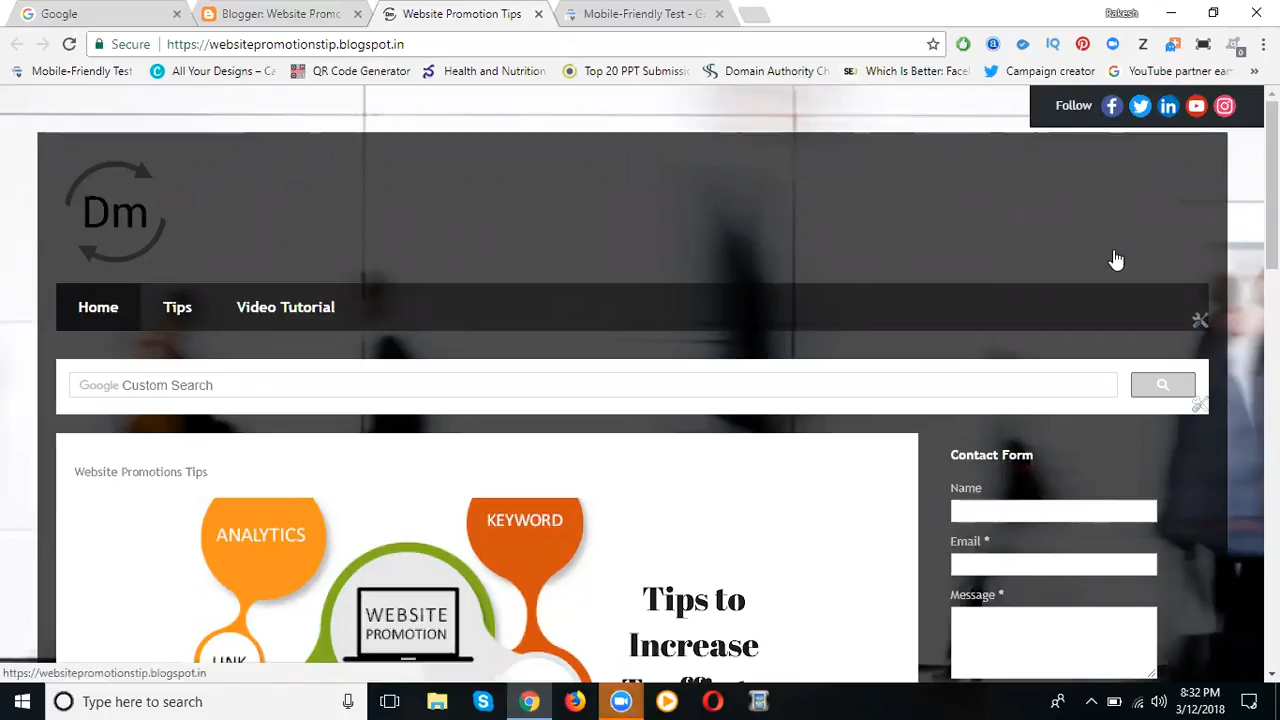 Google
Blogger: Website Promo
Website Promotion Tips
Mobile-Friendly Test - G
Rakesh
Secure
https://websitepromotionstip.blogspot.in
Mobile-Friendly Test
All Your Designs – Ca
QR Code Generator
Health and Nutrition
Top 20 PPT Submissi
Domain Authority Ch
SEJ
Which Is Better: Facel
Campaign creator
YouTube partner ear
»
Follow
Dm
Home
Tips
Video Tutorial
Google Custom Search
Website Promotions Tips
Contact Form
Name
Email *
Message *
ANALYTICS
KEYWORD
WEBSITE
PROMOTION
LINK
Tips to
Increase
https://websitepromotionstip.blogspot.in
Type here to search
8:32 PM
3/12/2018